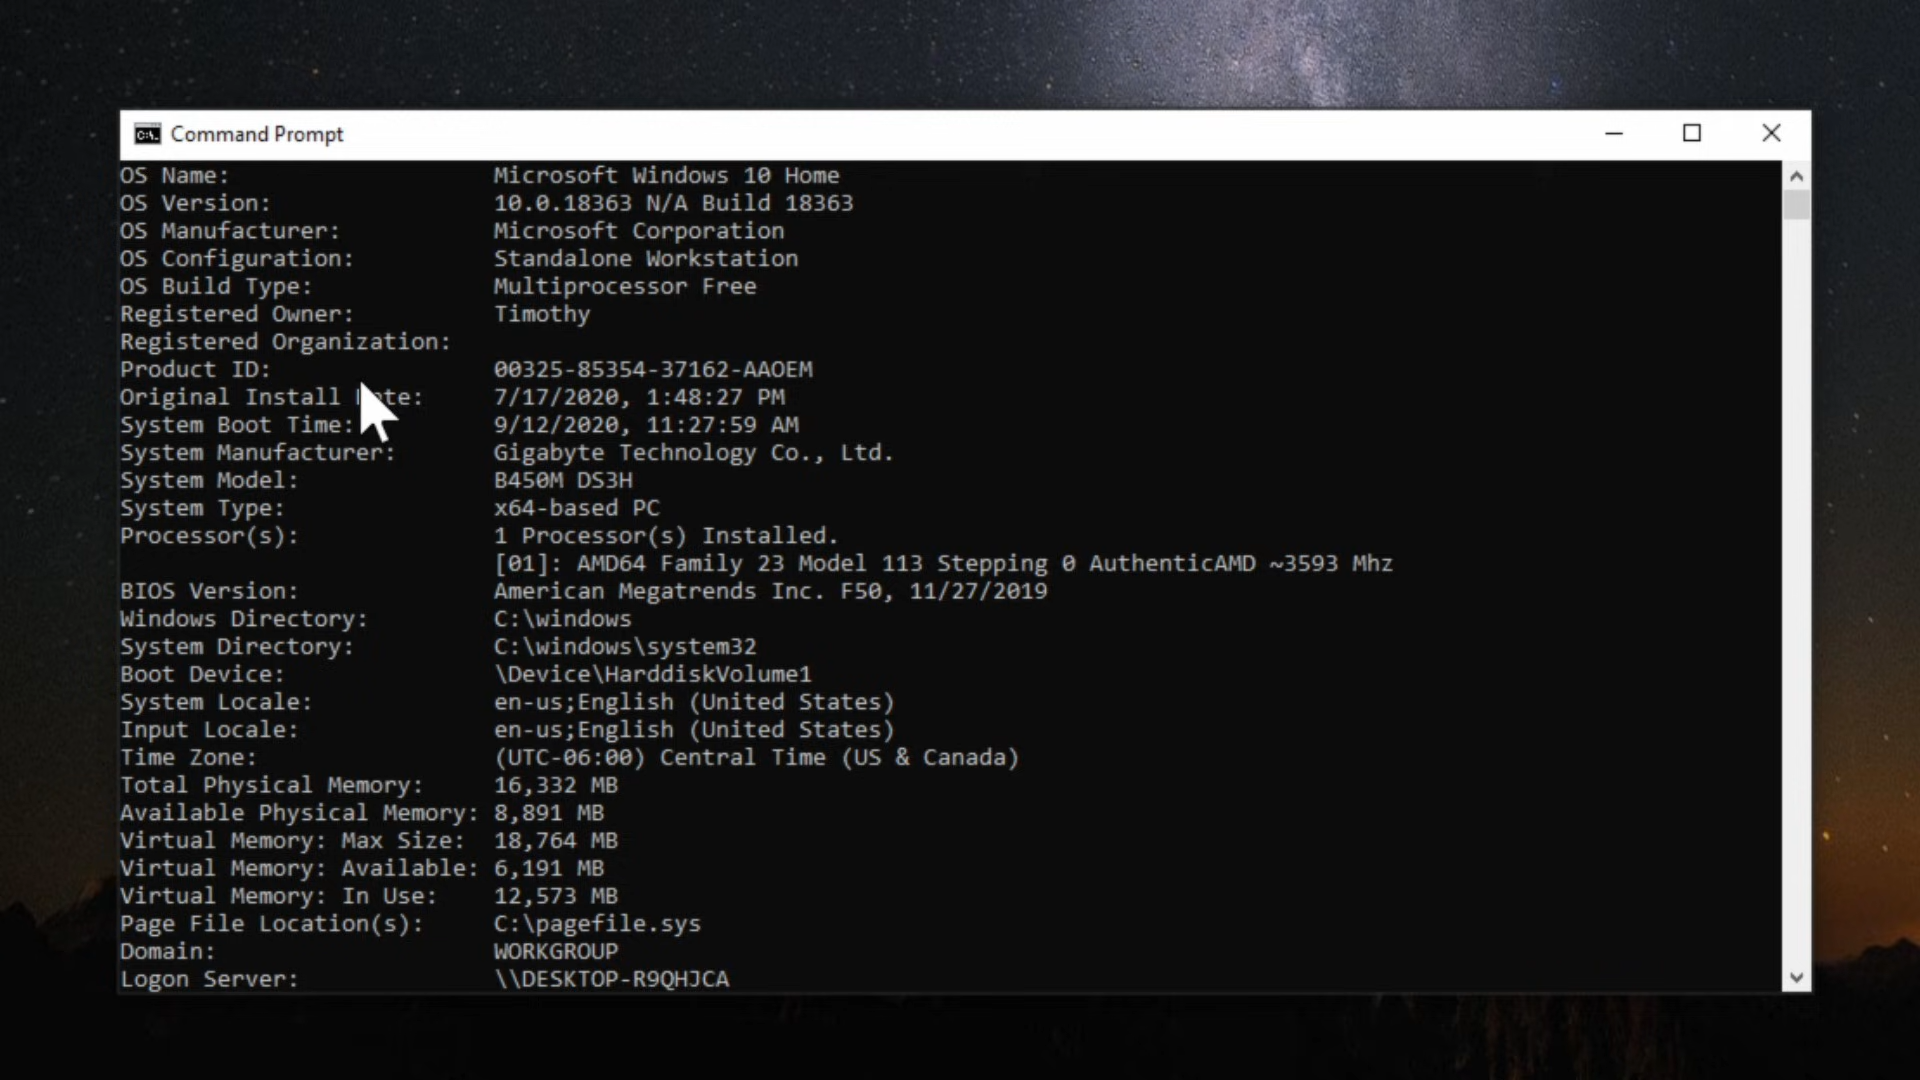 Command Prompt
OS Name: Microsoft Windows 10 Home
OS Version: 10.0.18363 N/A Build 18363
OS Manufacturer: Microsoft Corporation
OS Configuration: Standalone Workstation
OS Build Type: Multiprocessor Free
Registered Owner: Timothy
Registered Organization:
Product ID: 00325-85354-37162-AAOEM
Original Install Date: 7/17/2020, 1:48:27 PM
System Boot Time: 9/12/2020, 11:27:59 AM
System Manufacturer: Gigabyte Technology Co., Ltd.
System Model: B450M DS3H
System Type: x64-based PC
Processor(s): 1 Processor(s) Installed.
[01]: AMD64 Family 23 Model 113 Stepping 0 AuthenticAMD ~3593 Mhz
BIOS Version: American Megatrends Inc. F50, 11/27/2019
Windows Directory: C:\windows
System Directory: C:\windows\system32
Boot Device: \Device\HarddiskVolume1
System Locale: en-us;English (United States)
Input Locale: en-us;English (United States)
Time Zone: (UTC-06:00) Central Time (US & Canada)
Total Physical Memory: 16,332 MB
Available Physical Memory: 8,891 MB
Virtual Memory: Max Size: 18,764 MB
Virtual Memory: Available: 6,191 MB
Virtual Memory: In Use: 12,573 MB
Page File Location(s): C:\pagefile.sys
Domain: WORKGROUP
Logon Server: \\DESKTOP-R9QHJCA